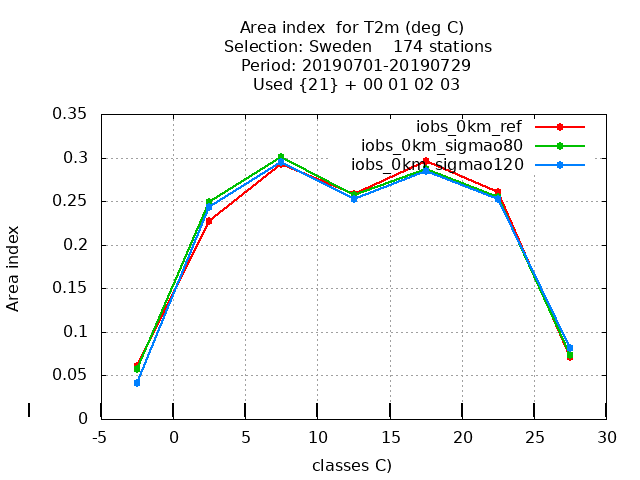 Area index  for T2m (deg C)
Selection: Sweden    174 stations
Period: 20190701-20190729
Used {21} + 00 01 02 03
0.35
0.3
0.25
0.2
0.15
0.1
0.05
0
Area index
iobs_0km_ref
iobs_0km_sigmao80
iobs_0km_sigmao120
-5
0
5
10
15
20
25
30
classes C)